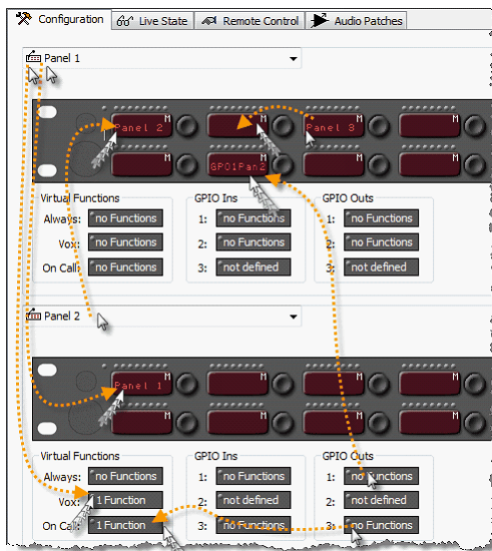 Configuration Live State Remote Control Audio Patches
Panel 1
M M M M
Panel 2 Panel 3
M M M M
GPO1Pan2
Virtual Functions GPIO Ins GPIO Outs
Always: no Functions 1: no Functions 1: no Functions
Vox: no Functions 2: no Functions 2: no Functions
On Call: no Functions 3: not defined 3: not defined
Panel 2
M M M M
Panel 1
M M M M
Virtual Functions GPIO Ins GPIO Outs
Always: no Functions 1: no Functions 1: no Functions
Vox: 1 Function 2: not defined 2: not defined
On Call: 1 Function 3: no Functions 3: no Functions